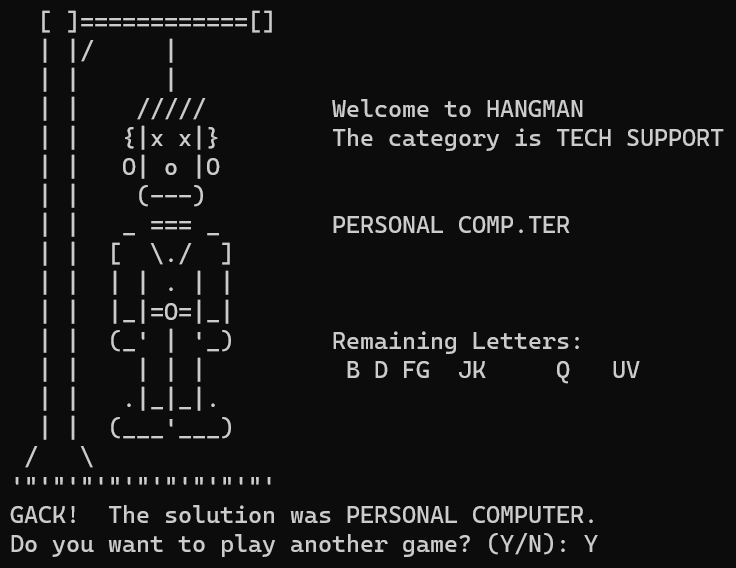 Welcome to HANGMAN
The category is TECH SUPPORT
PERSONAL COMP.TER
Remaining Letters:
B D FG  JK     Q   UV
GACK!  The solution was PERSONAL COMPUTER.
Do you want to play another game? (Y/N): Y